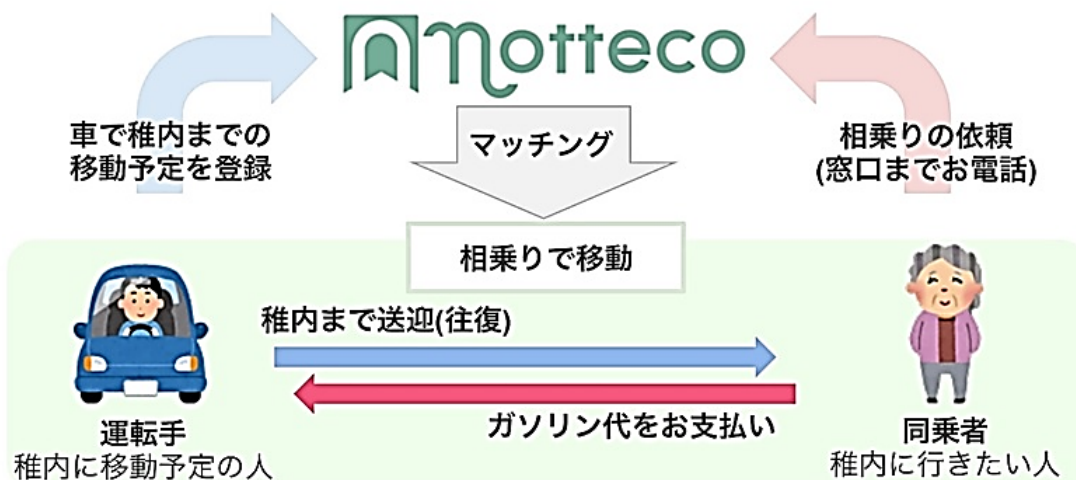 motteco
車で稚内までの
移動予定を登録
マッチング
相乗りの依頼
(窓口までお電話)
相乗りで移動
稚内まで送迎(往復)
ガソリン代をお支払い
運転手
稚内に移動予定の人
同乗者
稚内に行きたい人